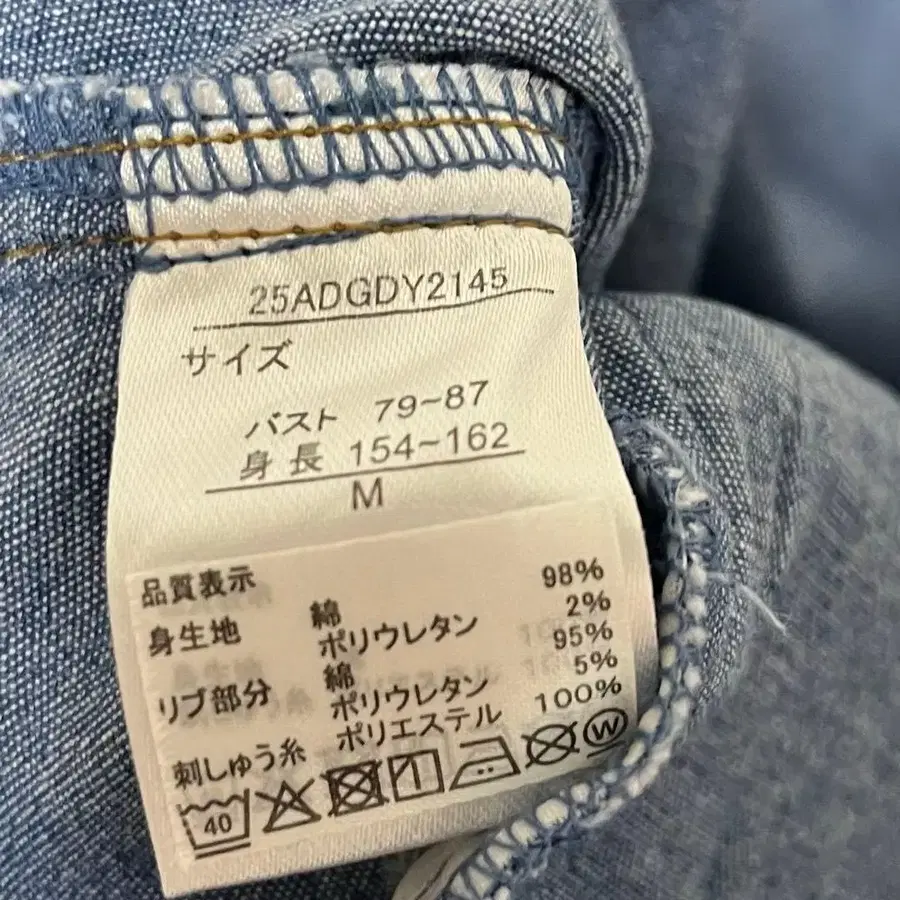 25ADGDY2145
サイズ
バスト 79~87
身長 154~162
M
品質表示
身生地 綿 98%
ポリウレタン 2%
リブ部分 綿 95%
ポリウレタン 5%
刺しゅう糸 ポリエステル 100%
40 W